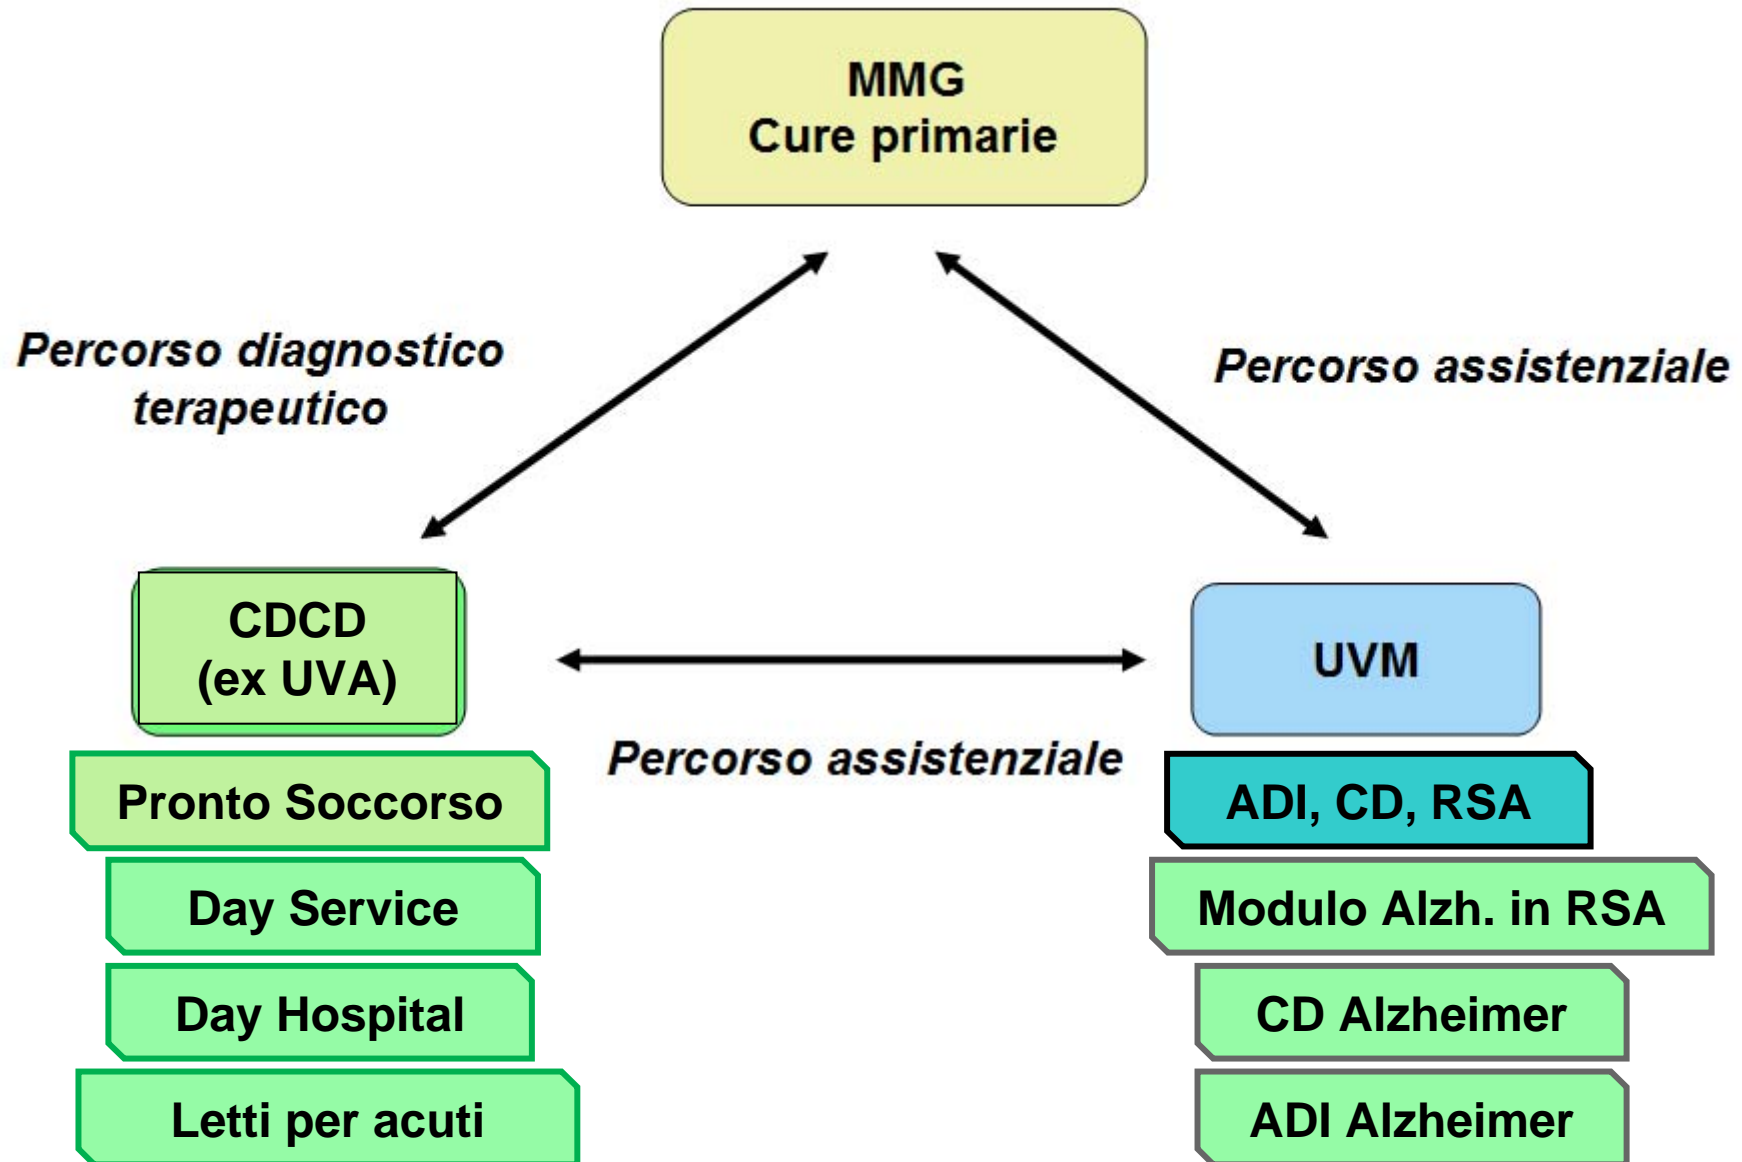 MMG
Cure primarie
Percorso diagnostico
terapeutico
Percorso assistenziale
CDCD
(ex UVA)
UVM
Percorso assistenziale
Pronto Soccorso
ADI, CD, RSA
Day Service
Modulo Alzh. in RSA
Day Hospital
CD Alzheimer
Letti per acuti
ADI Alzheimer